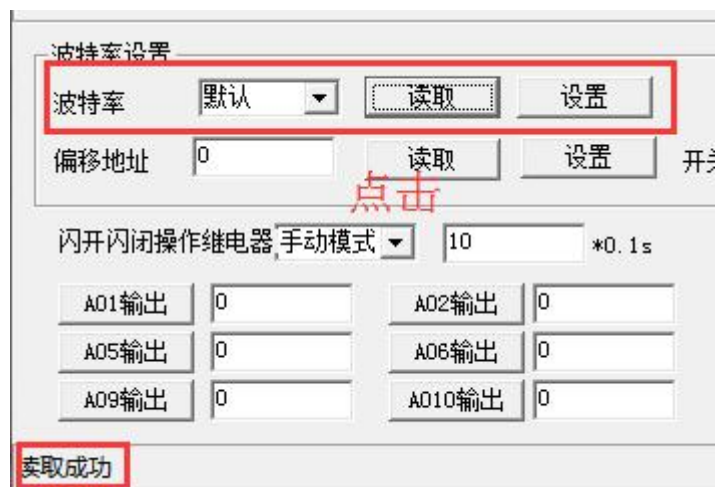 波特率设置
波特率 默认 读取 设置
偏移地址 0 读取 设置
点击
闪开闪闭操作继电器 手动模式 10 *0.1s
A01输出 0 A02输出 0
A05输出 0 A06输出 0
A09输出 0 A010输出 0
读取成功